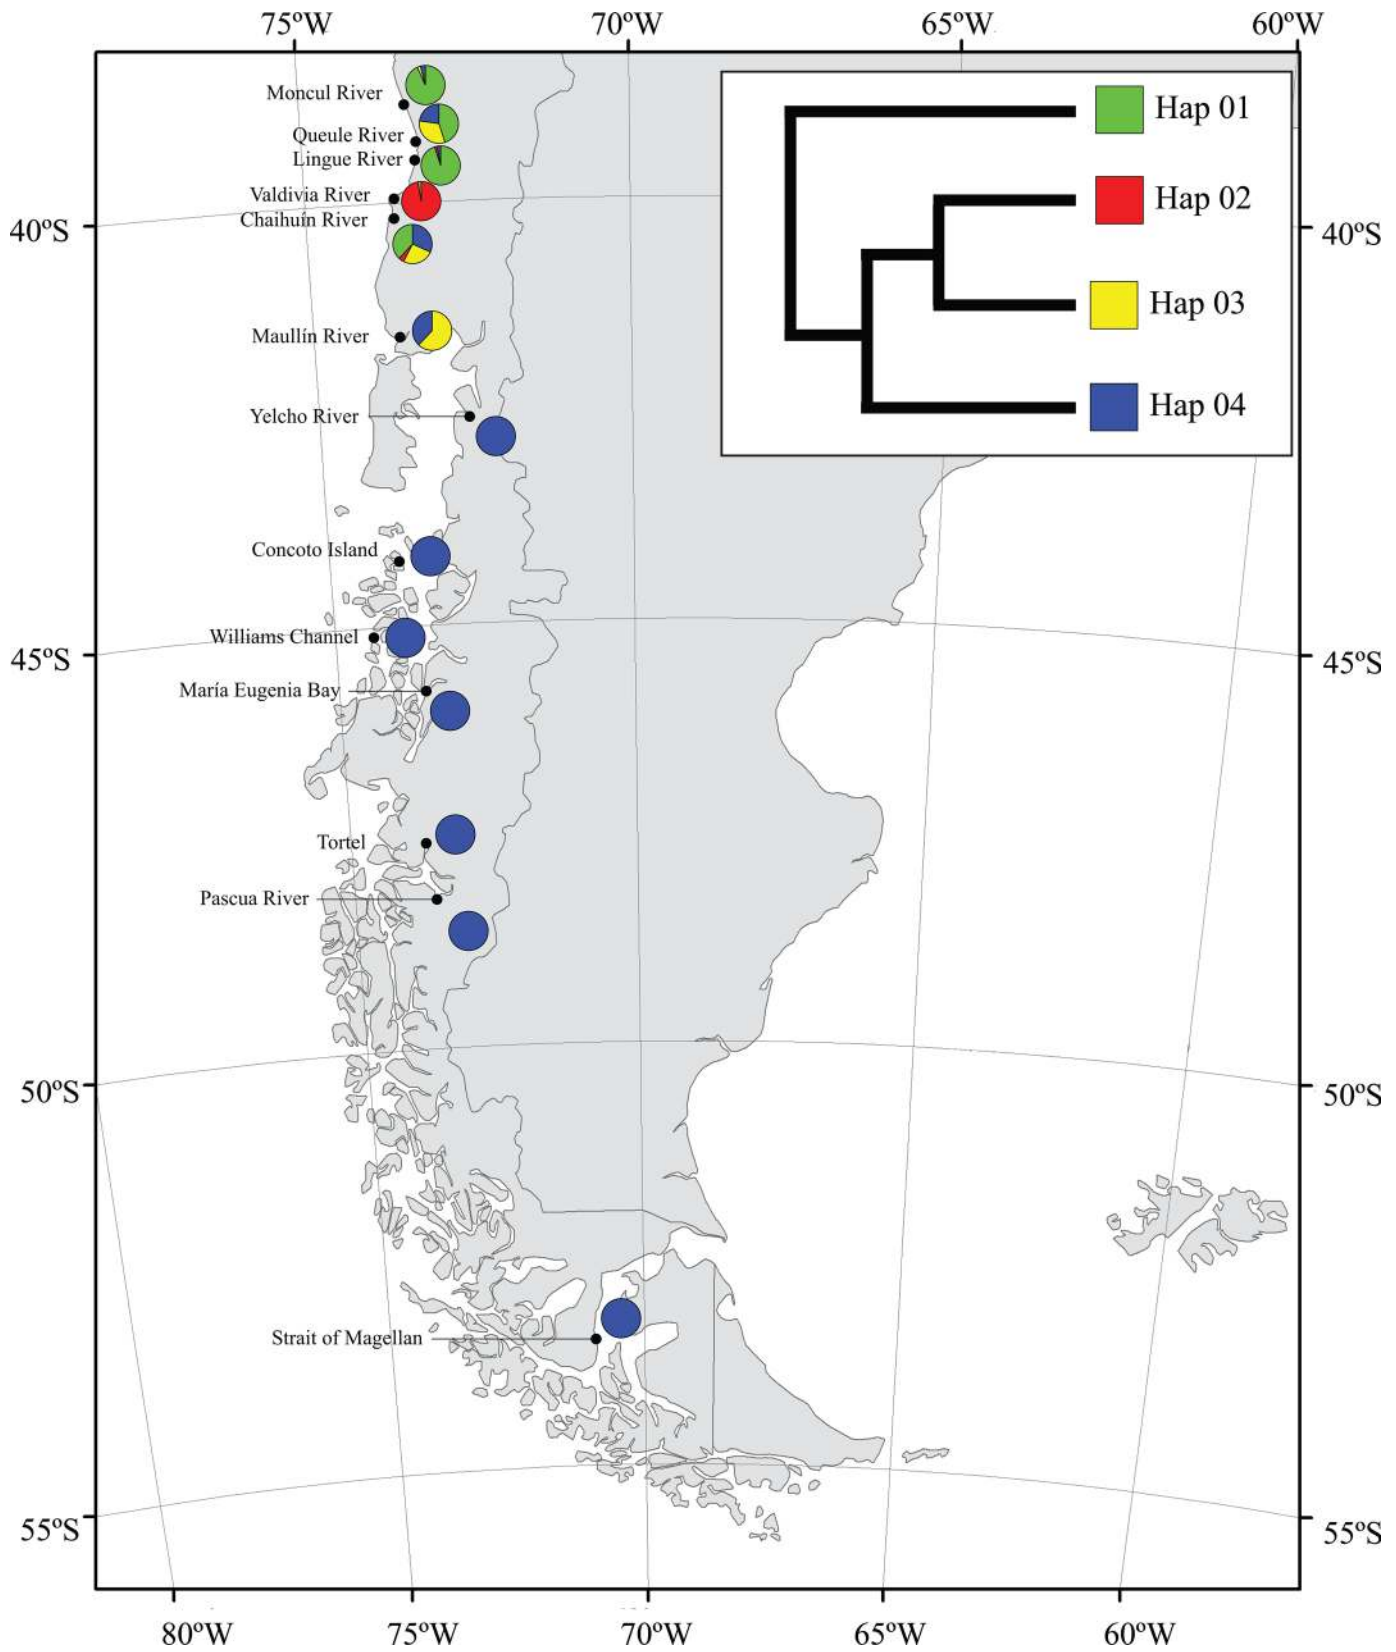 75ºW 70ºW 65ºW 60ºW
Moncul River
Queule River
Lingue River
Valdivia River
Chaihuín River
40ºS
Maullín River
Yelcho River
Concoto Island
Williams Channel
45ºS
María Eugenia Bay
Tortel
Pascua River
50ºS
Strait of Magellan
55ºS
Hap 01
Hap 02
Hap 03
Hap 04
40ºS
45ºS
50ºS
55ºS
80ºW 75ºW 70ºW 65ºW 60ºW